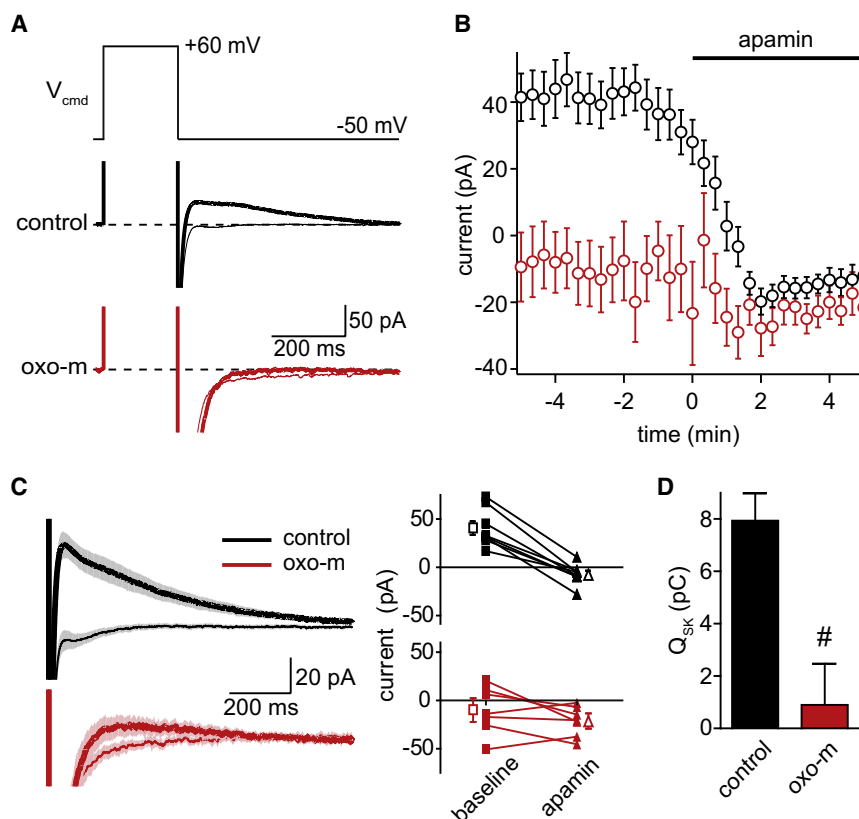 A
+60 mV
Vcmd
-50 mV
control
50 pA
200 ms
oxo-m
B
apamin
40
20
0
-20
-40
current (pA)
-4
-2
0
2
4
time (min)
C
control
oxo-m
20 pA
200 ms
50
0
-50
50
0
-50
current (pA)
baseline
apamin
D
8
6
4
2
0
QSK (pC)
#
control
oxo-m